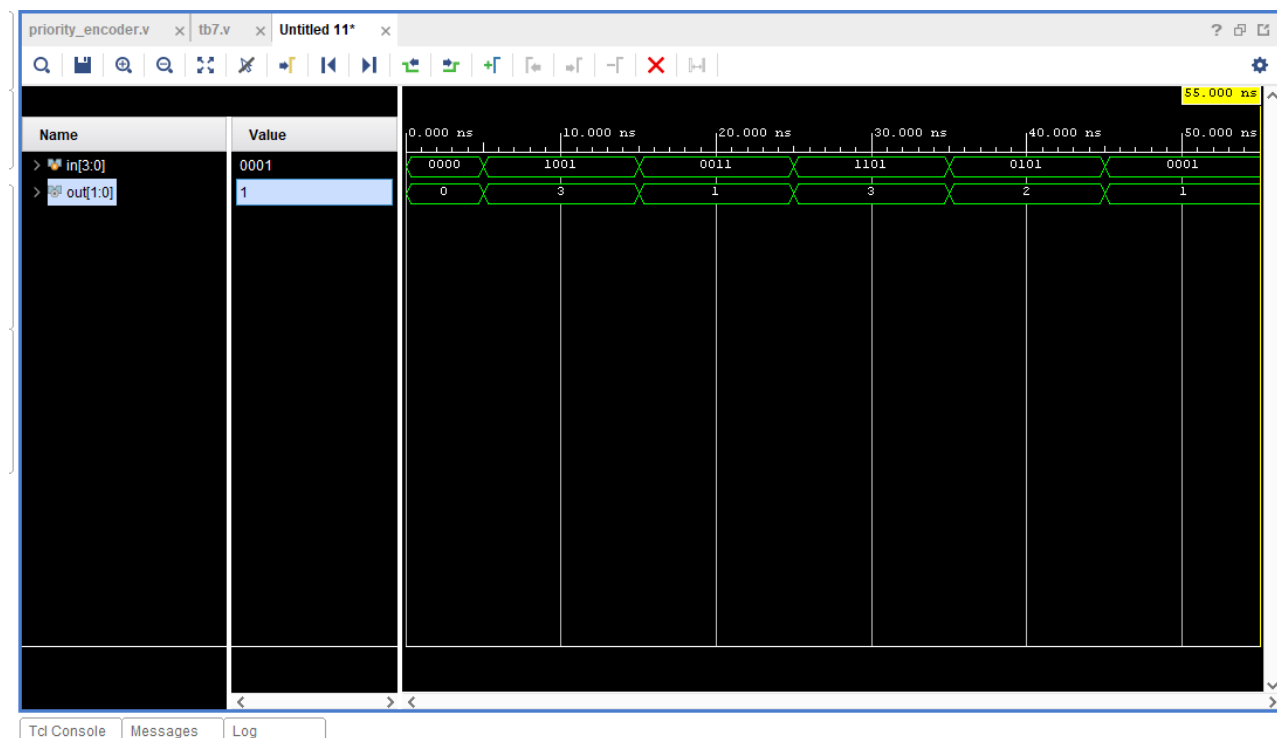 priority_encoder.v x tb7.v x Untitled 11* x ?
55.000 ns
Name Value 0.000 ns 10.000 ns 20.000 ns 30.000 ns 40.000 ns 50.000 ns
in[3:0] 0001 0000 1001 0011 1101 0101 0001
out[1:0] 1 0 3 1 3 2 1
Tcl Console Messages Log